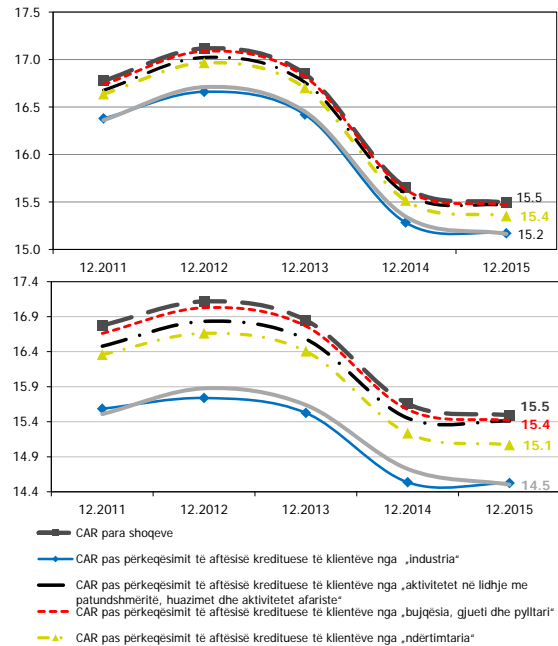 17.5
17.0
16.5
16.0
15.5
15.0
15.5
15.4
15.2
12.2011 12.2012 12.2013 12.2014 12.2015
17.4
16.9
16.4
15.9
15.4
14.9
14.4
15.5
15.4
15.1
14.5
12.2011 12.2012 12.2013 12.2014 12.2015
CAR para shoqeve
CAR pas përkeqësimit të aftësisë kredituese të klientëve nga „industria“
CAR pas përkeqësimit të aftësisë kredituese të klientëve nga „aktivitetet në lidhje me
patundshmëritë, huazimet dhe aktivitetet afariste“
CAR pas përkeqësimit të aftësisë kredituese të klientëve nga „bujqësia, gjueti dhe pylltari“
CAR pas përkeqësimit të aftësisë kredituese të klientëve nga „ndërtimtaria“